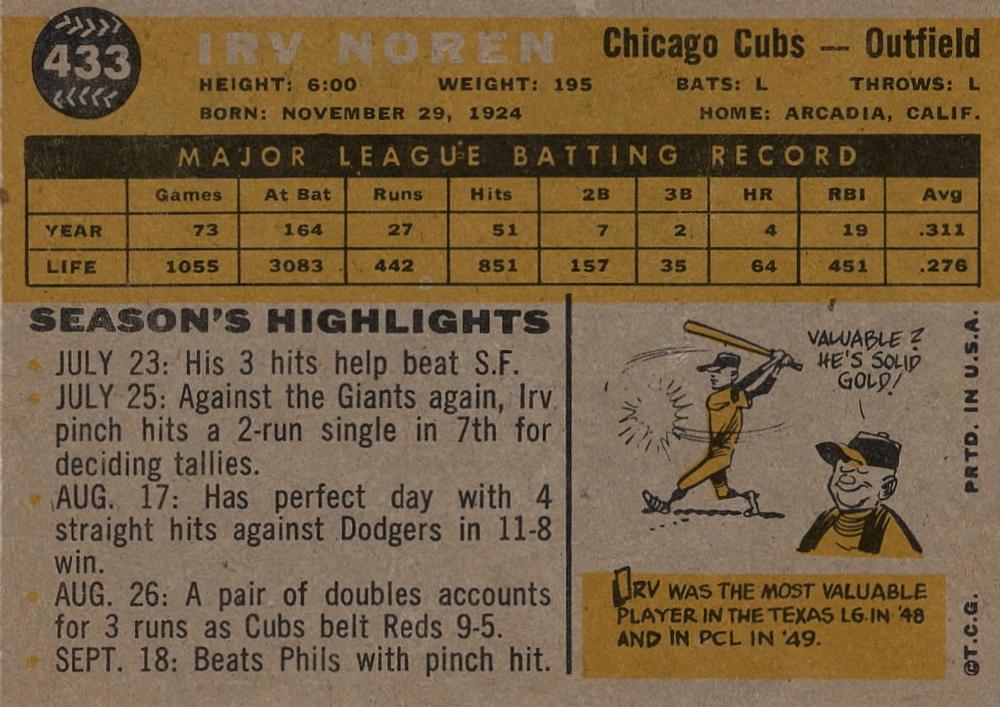 433
IRV NOREN
Chicago Cubs — Outfield
HEIGHT: 6:00 WEIGHT: 195 BATS: L THROWS: L
BORN: NOVEMBER 29, 1924 HOME: ARCADIA, CALIF.
MAJOR LEAGUE BATTING RECORD
Games At Bat Runs Hits 2B 3B HR RBI Avg
YEAR 73 164 27 51 7 2 4 19 .311
LIFE 1055 3083 442 851 157 35 64 451 .276
SEASON'S HIGHLIGHTS
• JULY 23: His 3 hits help beat S.F.
• JULY 25: Against the Giants again, Irv
pinch hits a 2-run single in 7th for
deciding tallies.
• AUG. 17: Has perfect day with 4
straight hits against Dodgers in 11-8
win.
• AUG. 26: A pair of doubles accounts
for 3 runs as Cubs belt Reds 9-5.
• SEPT. 18: Beats Phils with pinch hit.
VALUABLE?
HE'S SOLID
GOLD!
IRV WAS THE MOST VALUABLE
PLAYER IN THE TEXAS LG. IN '48
AND IN PCL IN '49.
©T.C.G. PRTD. IN U.S.A.